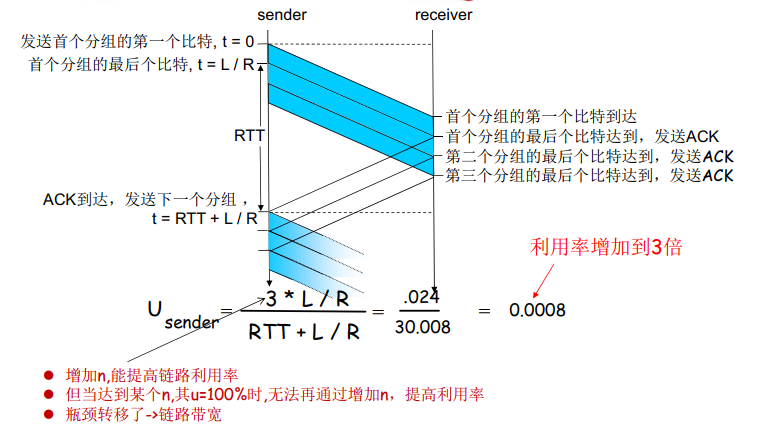 sender
receiver
发送首个分组的第一个比特, t = 0
首个分组的最后个比特, t = L / R
RTT
首个分组的第一个比特到达
首个分组的最后个比特达到，发送ACK
第二个分组的最后个比特达到，发送ACK
第三个分组的最后个比特达到，发送ACK
ACK到达，发送下一个分组，
t = RTT + L / R
利用率增加到3倍
U sender = 3 * L / R / RTT + L / R = .024 / 30.008 = 0.0008
增加n,能提高链路利用率
但当达到某个n,其u=100%时,无法再通过增加n，提高利用率
瓶颈转移了->链路带宽